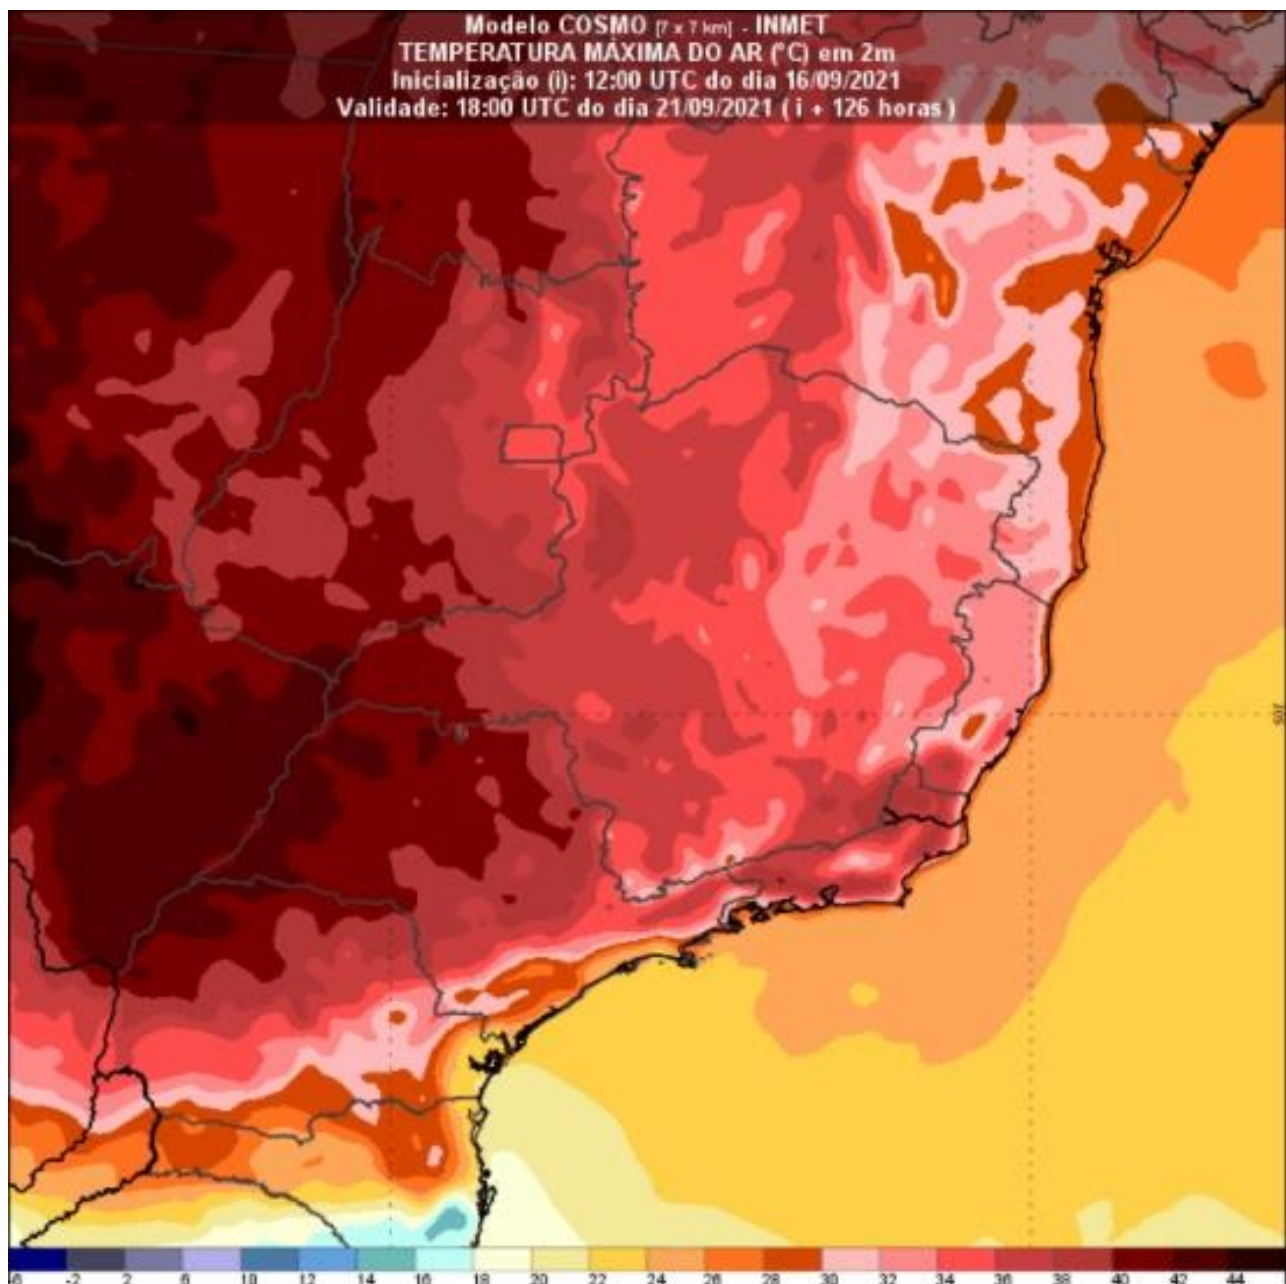 Modelo COSMO [7 x 7 km] - INMET
TEMPERATURA MÁXIMA DO AR (°C) em 2m
Inicialização (i): 12:00 UTC do dia 16/09/2021
Validade: 18:00 UTC do dia 21/09/2021 ( i + 126 horas )
20S
-6 -2 2 6 10 12 14 16 18 20 22 24 26 28 30 32 34 36 38 40 42 44